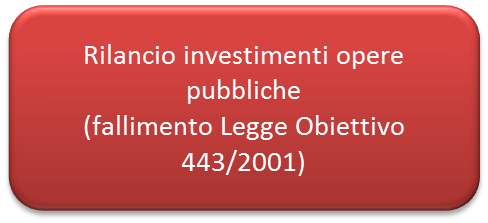 Rilancio investimenti opere
pubbliche
(fallimento Legge Obiettivo
443/2001)